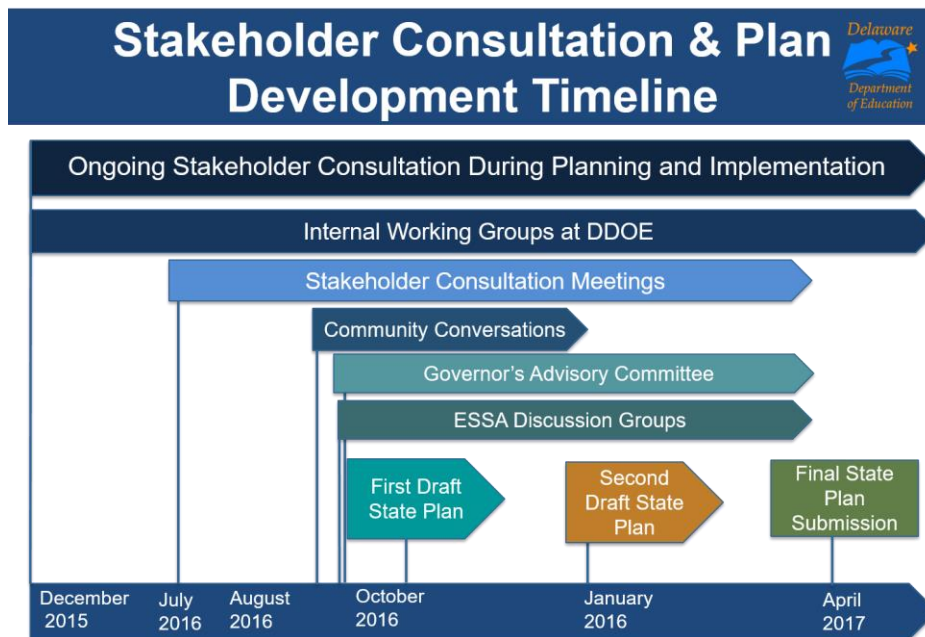 Stakeholder Consultation & Plan
Development Timeline
Delaware
Department
of Education
Ongoing Stakeholder Consultation During Planning and Implementation
Internal Working Groups at DDOE
Stakeholder Consultation Meetings
Community Conversations
Governor's Advisory Committee
ESSA Discussion Groups
First Draft
State Plan
Second
Draft State
Plan
Final State
Plan
Submission
December
2015
July
2016
August
2016
October
2016
January
2016
April
2017